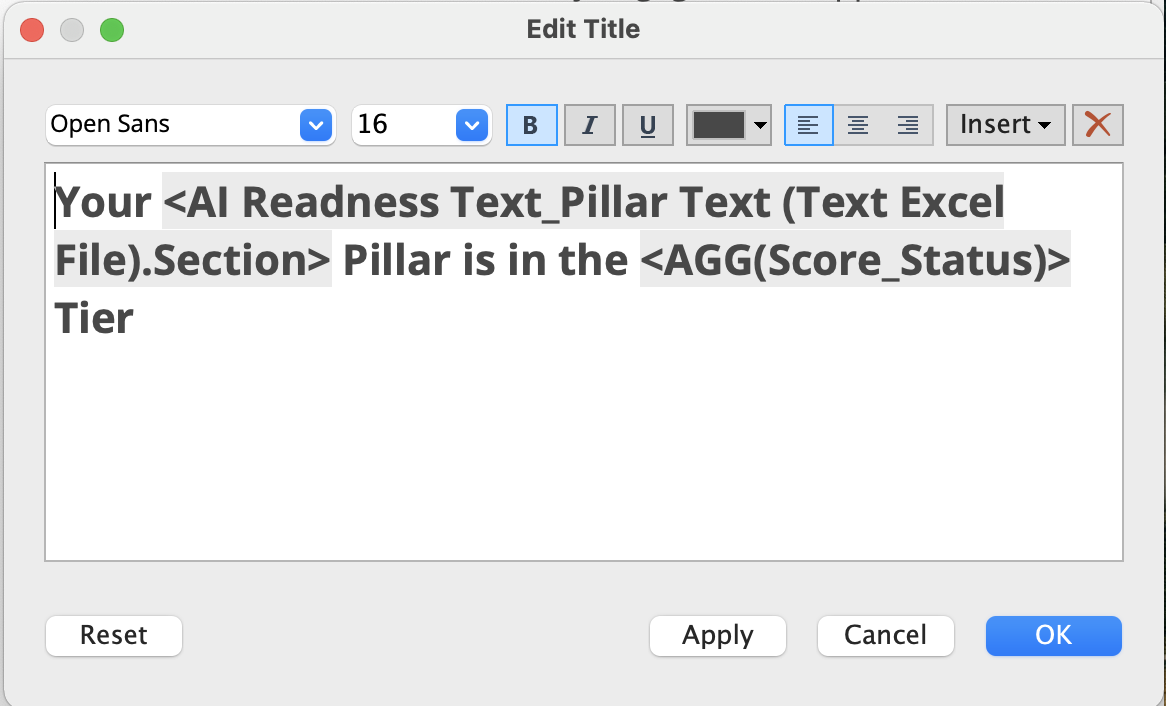 Edit Title
Open Sans 16 B I U Insert
Your <AI Readness Text_Pillar Text (Text Excel
File).Section> Pillar is in the <AGG(Score_Status)>
Tier
Reset Apply Cancel OK